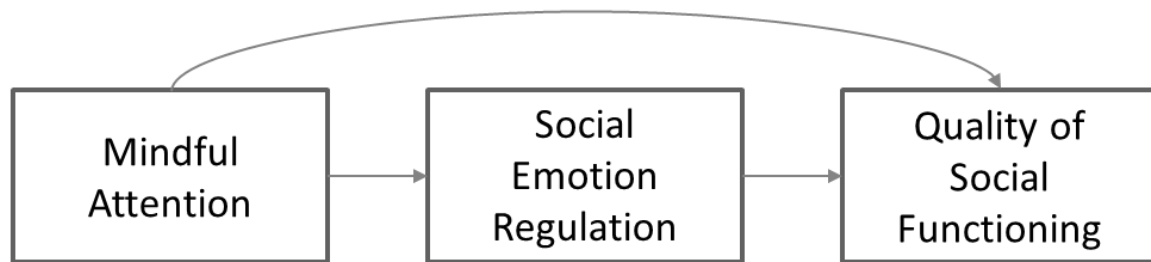 Mindful
Attention
Social
Emotion
Regulation
Quality of
Social
Functioning